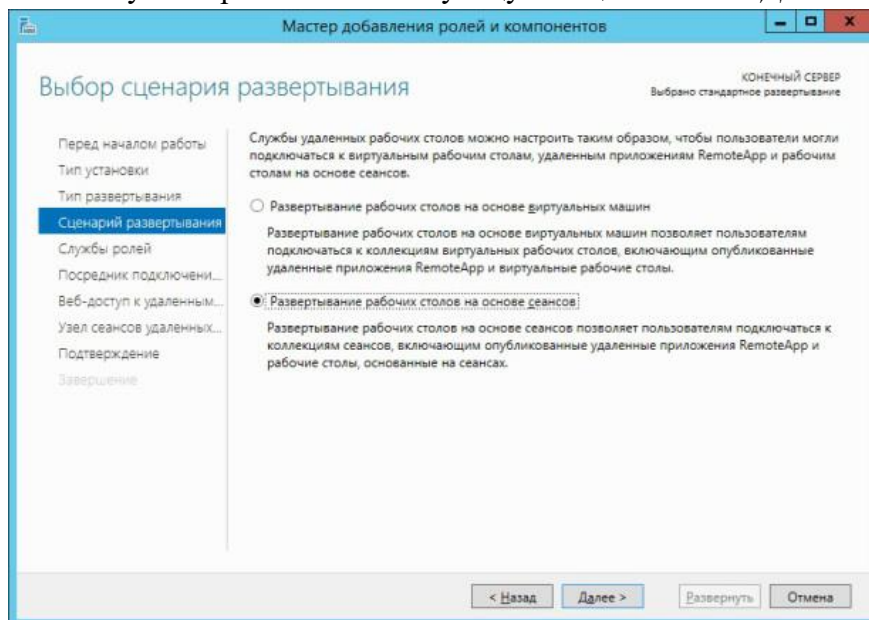 Мастер добавления ролей и компонентов
Выбор сценария развертывания
КОНЕЧНЫЙ СЕРВЕР
Выбрано стандартное развертывание
Перед началом работы
Тип установки
Тип развертывания
Сценарий развертывания
Службы ролей
Посредник подключени...
Веб-доступ к удаленным...
Узел сеансов удаленных...
Подтверждение
Завершение
Службы удаленных рабочих столов можно настроить таким образом, чтобы пользователи могли
подключаться к виртуальным рабочим столам, удаленным приложениям RemoteApp и рабочим
столам на основе сеансов.
Развертывание рабочих столов на основе виртуальных машин
Развертывание рабочих столов на основе виртуальных машин позволяет пользователям
подключаться к коллекциям виртуальных рабочих столов, включающим опубликованные
удаленные приложения RemoteApp и виртуальные рабочие столы.
Развертывание рабочих столов на основе сеансов
Развертывание рабочих столов на основе сеансов позволяет пользователям подключаться к
коллекциям сеансов, включающим опубликованные удаленные приложения RemoteApp и
рабочие столы, основанные на сеансах.
< Назад
Далее >
Развернуть
Отмена